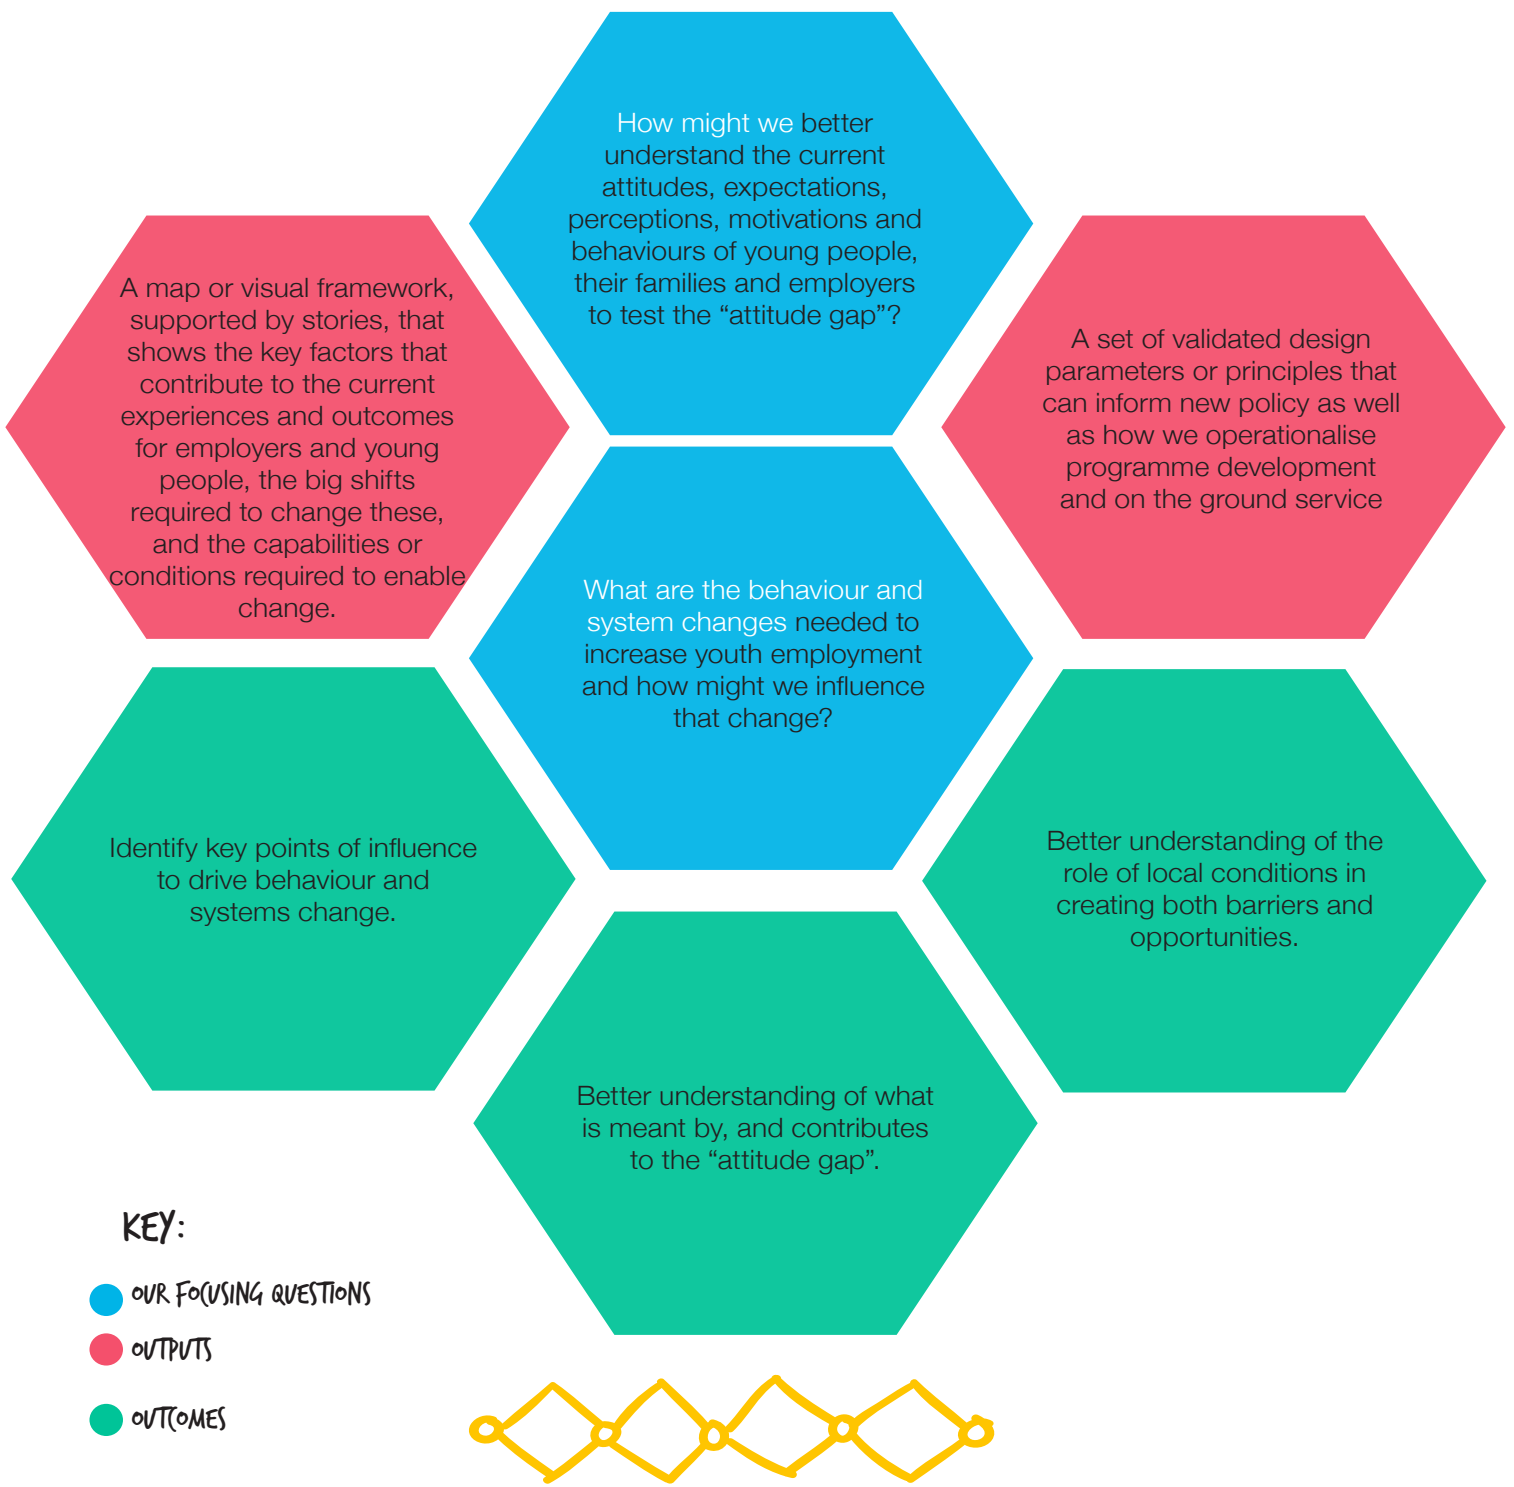 How might we better
understand the current
attitudes, expectations,
perceptions, motivations and
behaviours of young people,
their families and employers
to test the “attitude gap”?
A map or visual framework,
supported by stories, that
shows the key factors that
contribute to the current
experiences and outcomes
for employers and young
people, the big shifts
required to change these,
and the capabilities or
conditions required to enable
change.
A set of validated design
parameters or principles that
can inform new policy as well
as how we operationalise
programme development
and on the ground service
What are the behaviour and
system changes needed to
increase youth employment
and how might we influence
that change?
Identify key points of influence
to drive behaviour and
systems change.
Better understanding of the
role of local conditions in
creating both barriers and
opportunities.
Better understanding of what
is meant by, and contributes
to the “attitude gap”.
KEY:
OUR FOCUSING QUESTIONS
OUTPUTS
OUTCOMES